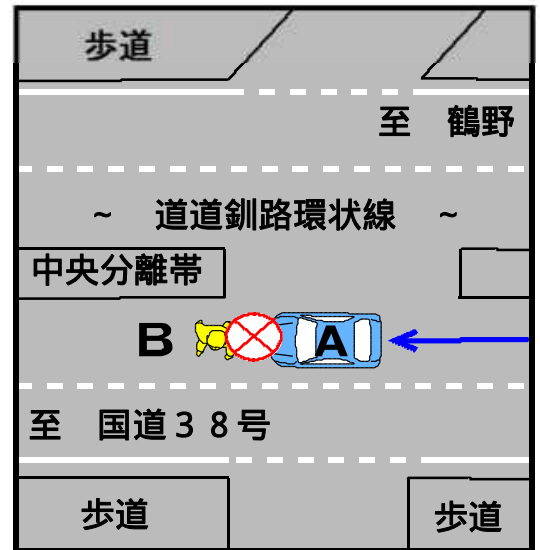 歩道
至　鶴野
~　道道釧路環状線　~
中央分離帯
B A
至　国道３８号
歩道 歩道